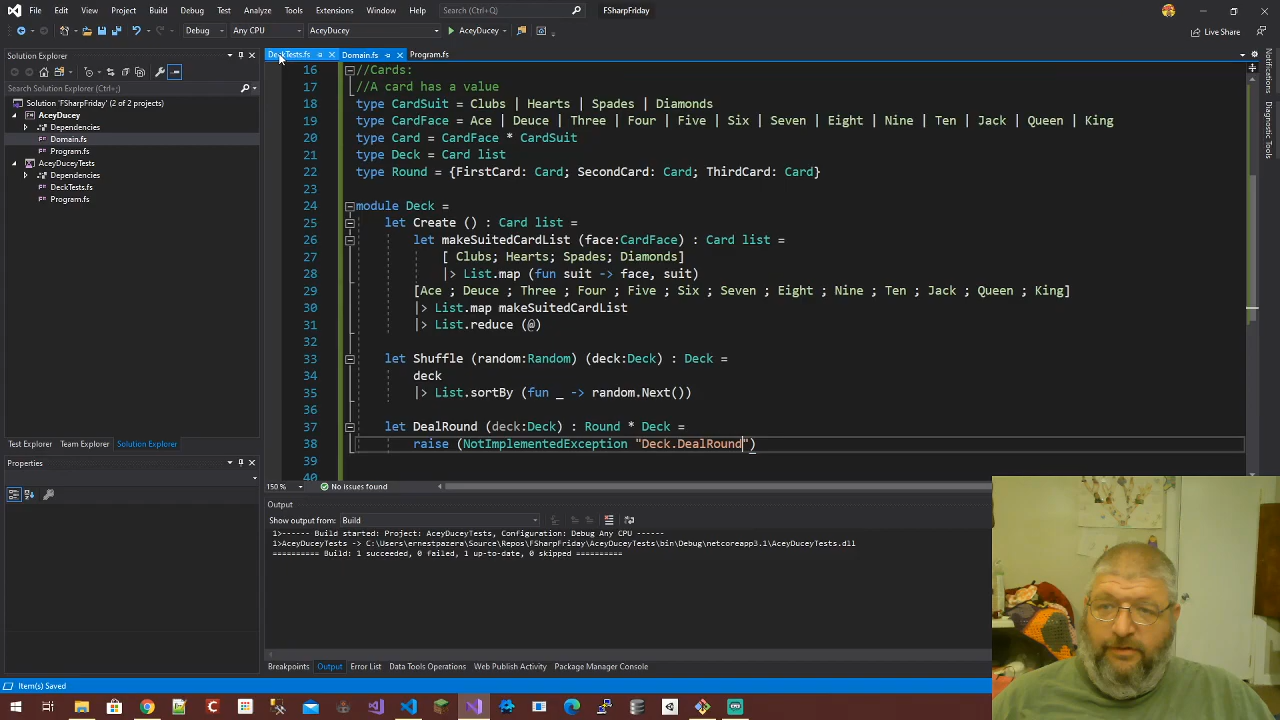 File Edit View Git Project Build Debug Test Analyze Tools Extensions Window Help Search (Ctrl+Q) FSharpFriday
Debug Any CPU AceyDucey AceyDucey Live Share
Solution Explorer
Search Solution Explorer (Ctrl+;)
Solution 'FSharpFriday' (2 of 2 projects)
AceyDucey
Dependencies
Domain.fs
Program.fs
AceyDuceyTests
Dependencies
DeckTests.fs
Program.fs
Test Explorer Team Explorer Solution Explorer
Properties
DeckTests.fs Domain.fs Program.fs
16 //Cards:
17 //A card has a value
18 type CardSuit = Clubs | Hearts | Spades | Diamonds
19 type CardFace = Ace | Deuce | Three | Four | Five | Six | Seven | Eight | Nine | Ten | Jack | Queen | King
20 type Card = CardFace * CardSuit
21 type Deck = Card list
22 type Round = {FirstCard: Card; SecondCard: Card; ThirdCard: Card}
23
24 module Deck =
25 let Create () : Card list =
26 let makeSuitedCardList (face:CardFace) : Card list =
27 [ Clubs; Hearts; Spades; Diamonds]
28 |> List.map (fun suit -> face, suit)
29 [Ace ; Deuce ; Three ; Four ; Five ; Six ; Seven ; Eight ; Nine ; Ten ; Jack ; Queen ; King]
30 |> List.map makeSuitedCardList
31 |> List.reduce (@)
32
33 let Shuffle (random:Random) (deck:Deck) : Deck =
34 deck
35 |> List.sortBy (fun _ -> random.Next())
36
37 let DealRound (deck:Deck) : Round * Deck =
38 raise (NotImplementedException "Deck.DealRound")
39
40
150 % No issues found
Output
Show output from: Build
1>------ Build started: Project: AceyDuceyTests, Configuration: Debug Any CPU ------
1>AceyDuceyTests -> C:\Users\ernestpazera\Source\Repos\FSharpFriday\AceyDuceyTests\bin\Debug\netcoreapp3.1\AceyDuceyTests.dll
========== Build: 1 succeeded, 0 failed, 1 up-to-date, 0 skipped ==========
Breakpoints Output Error List Data Tools Operations Web Publish Activity Package Manager Console
Item(s) Saved
Notifications
Diagnostic Tools